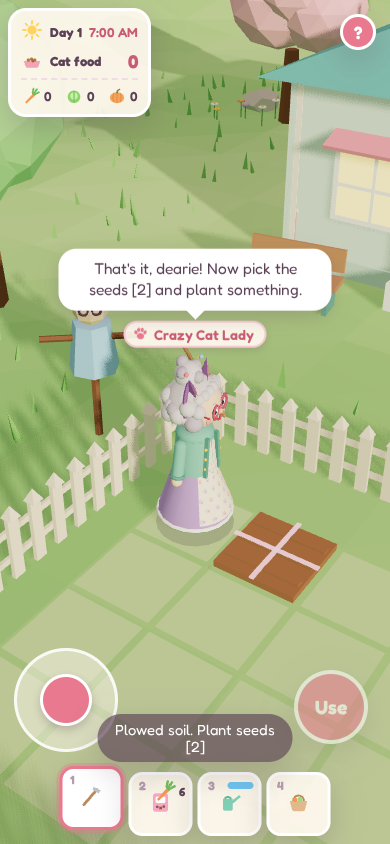 Day 1 7:00 AM
?
Cat food 0
0 0 0
That's it, dearie! Now pick the
seeds [2] and plant something.
Crazy Cat Lady
Use
Plowed soil. Plant seeds
[2]
1
2 6
3
4